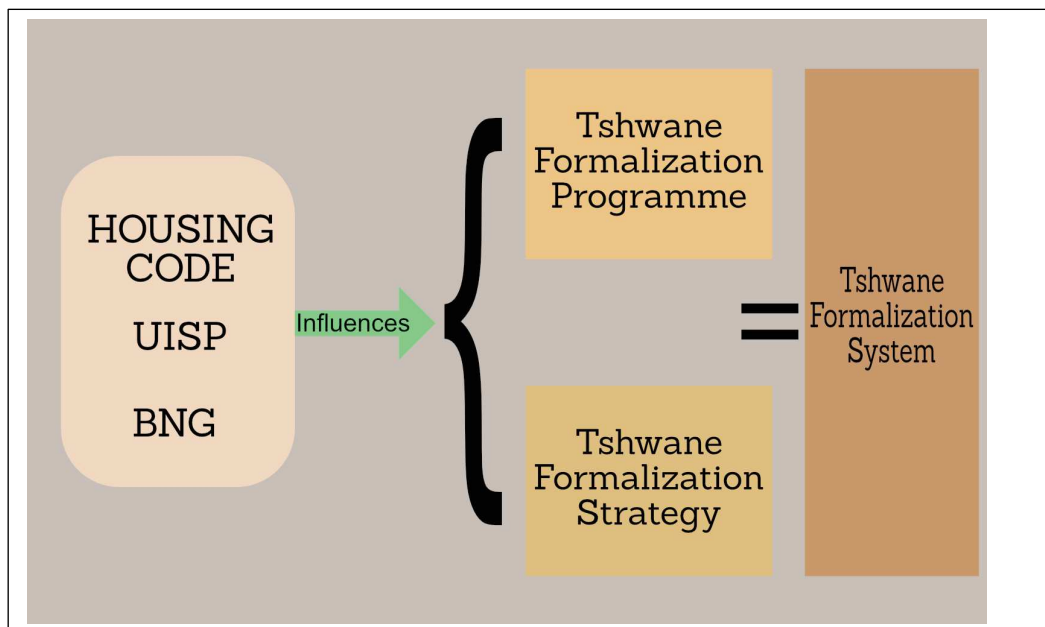 HOUSING
CODE
UISP
BNG
Influences
Tshwane
Formalization
Programme
Tshwane
Formalization
Strategy
=
Tshwane
Formalization
System